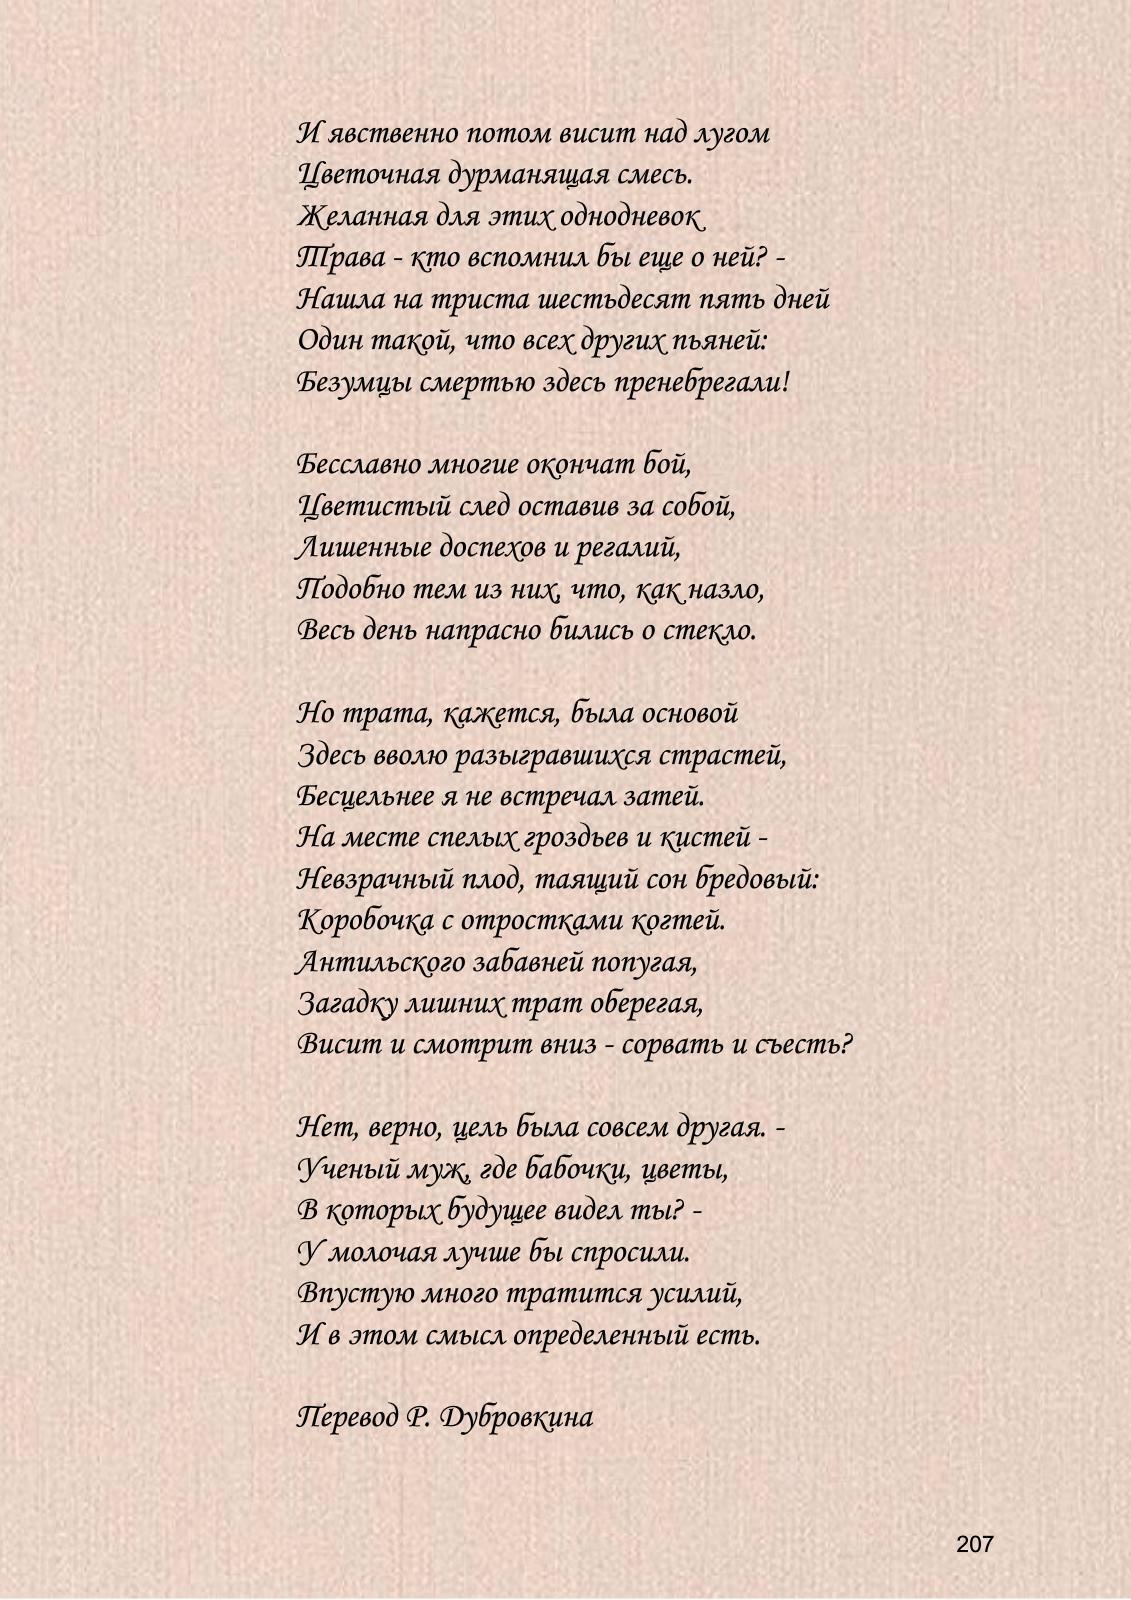 И явственно потом висит над лугом
Цветочная дурманящая смесь.
Желанная для этих однодневок
Трава - кто вспомнил бы еще о ней? -
Нашла на триста шестьдесят пять дней
Один такой, что всех других пьяней:
Безумцы смертью здесь пренебрегали!

Бесславно многие окончат бой,
Цветистый след оставив за собой,
Лишенные доспехов и регалий,
Подобно тем из них, что, как назло,
Весь день напрасно бились о стекло.

Но трата, кажется, была основой
Здесь вволю разыгравшихся страстей,
Бесцельнее я не встречал затей.
На месте спелых гроздьев и кистей -
Невзрачный плод, таящий сон бредовый:
Коробочка с отростками когтей.
Антильского забавней попугая,
Загадку лишних трат оберегая,
Висит и смотрит вниз - сорвать и съесть?

Нет, верно, цель была совсем другая. -
Ученый муж, где бабочки, цветы,
В которых будущее видел ты? -
У молочая лучше бы спросили.
Впустую много тратится усилий,
И в этом смысл определенный есть.

Перевод Р. Дубровкина

207